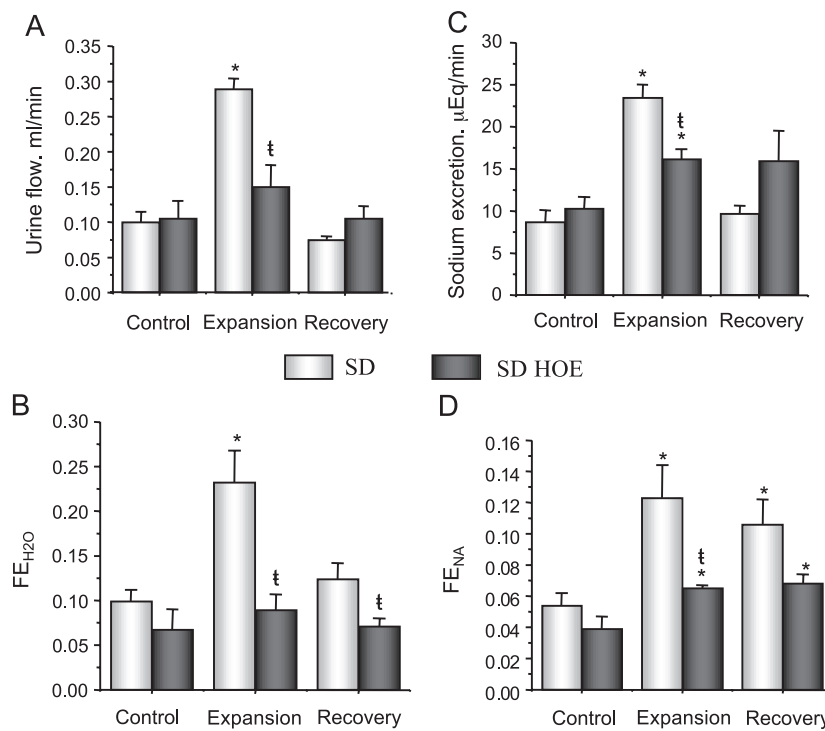 A
Urine flow. ml/min
0.35
0.30
0.25
0.20
0.15
0.10
0.05
0.00
*
ŧ
Control Expansion Recovery
C
Sodium excretion. µEq/min
30
25
20
15
10
5
0
*
ŧ
*
Control Expansion Recovery
SD SD HOE
B
FE_H2O
0.30
0.25
0.20
0.15
0.10
0.05
0.00
*
ŧ
ŧ
Control Expansion Recovery
D
FE_NA
0.16
0.14
0.12
0.10
0.08
0.06
0.04
0.02
0.00
*
ŧ
*
*
*
Control Expansion Recovery